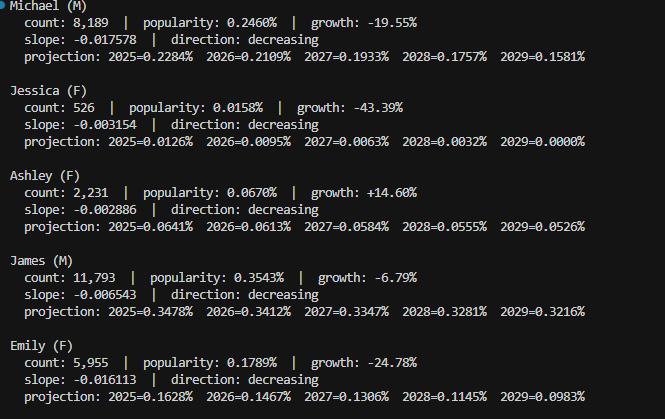 Michael (M)
count: 8,189 | popularity: 0.2460% | growth: -19.55%
slope: -0.017578 | direction: decreasing
projection: 2025=0.2284% 2026=0.2109% 2027=0.1933% 2028=0.1757% 2029=0.1581%
Jessica (F)
count: 526 | popularity: 0.0158% | growth: -43.39%
slope: -0.003154 | direction: decreasing
projection: 2025=0.0126% 2026=0.0095% 2027=0.0063% 2028=0.0032% 2029=0.0000%
Ashley (F)
count: 2,231 | popularity: 0.0670% | growth: +14.60%
slope: -0.002886 | direction: decreasing
projection: 2025=0.0641% 2026=0.0613% 2027=0.0584% 2028=0.0555% 2029=0.0526%
James (M)
count: 11,793 | popularity: 0.3543% | growth: -6.79%
slope: -0.006543 | direction: decreasing
projection: 2025=0.3478% 2026=0.3412% 2027=0.3347% 2028=0.3281% 2029=0.3216%
Emily (F)
count: 5,955 | popularity: 0.1789% | growth: -24.78%
slope: -0.016113 | direction: decreasing
projection: 2025=0.1628% 2026=0.1467% 2027=0.1306% 2028=0.1145% 2029=0.0983%